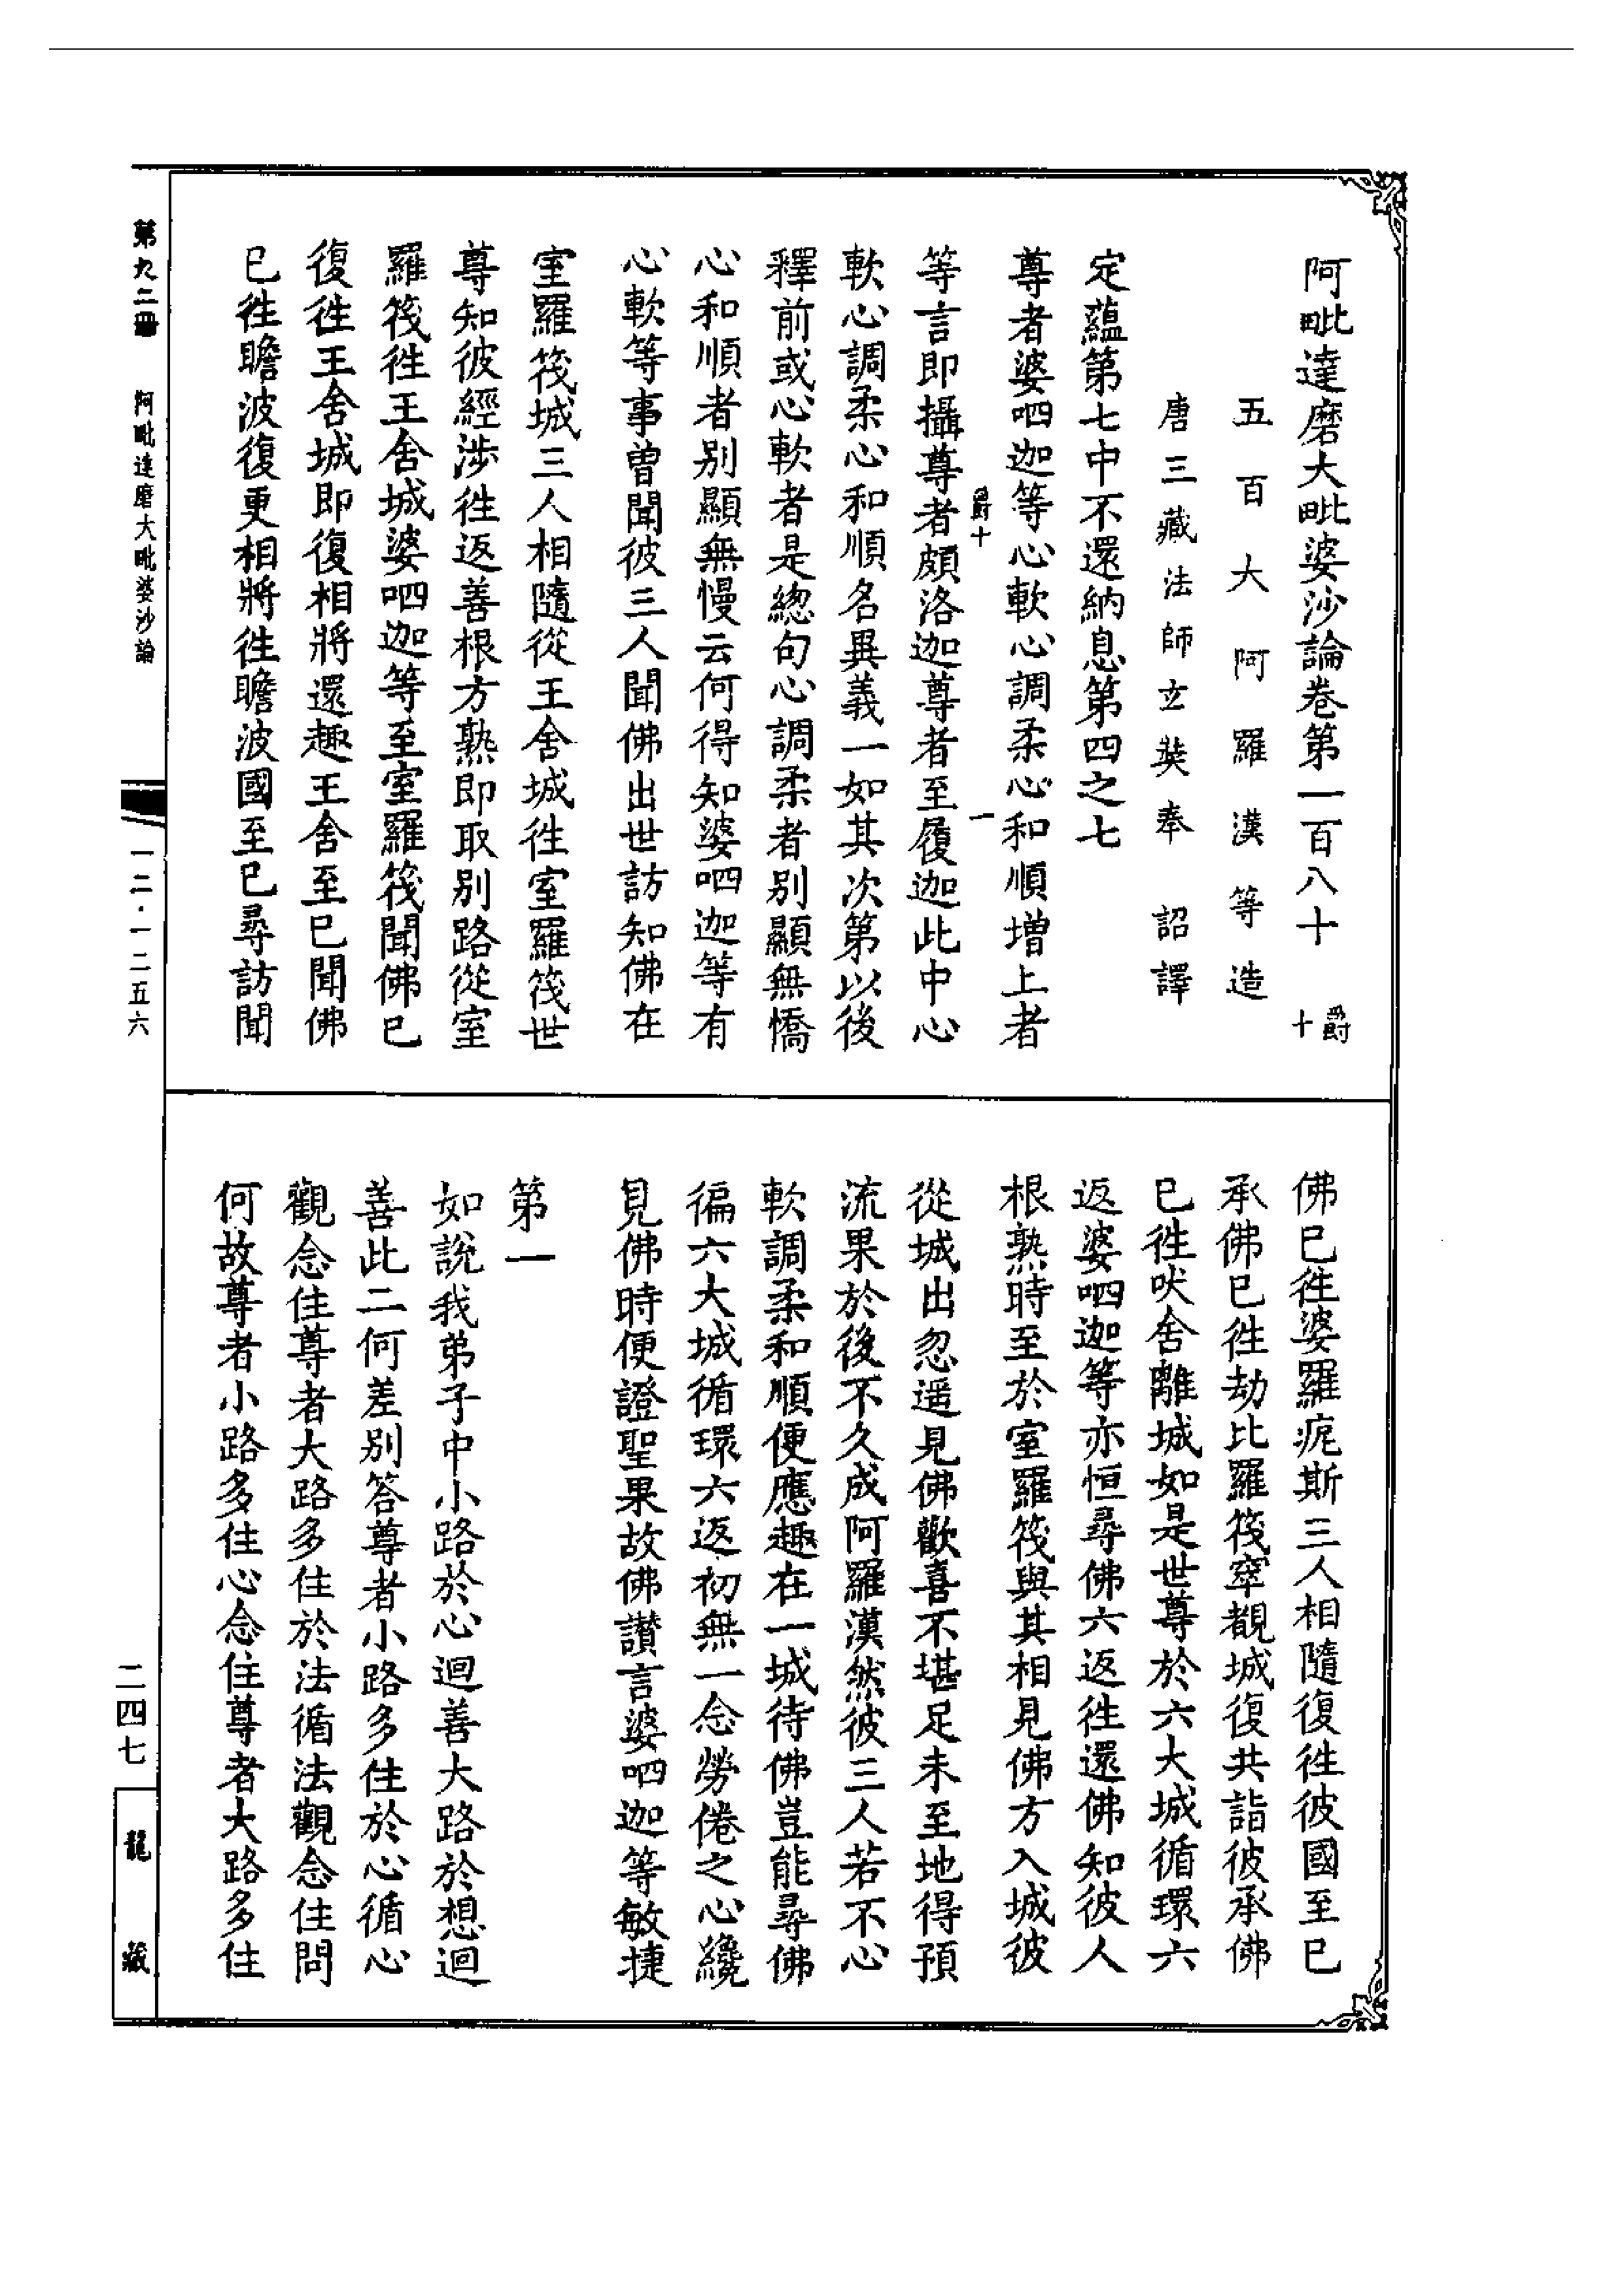 阿毗達磨大毗婆沙論卷第一百八十 爵十
五百大阿羅漢等造
唐三藏法師玄奘奉 詔譯
定蘊第七中不還納息第四之七
尊者婆呬迦等心軟心調柔心和順增上者
爵十 一
等言即攝尊者頗洛迦尊者至履迦此中心
軟心調柔心和順名異義一如其次第以後
釋前或心軟者是緫句心調柔者別顯無憍
心和順者別顯無慢云何得知婆呬迦等有
心軟等事曾聞彼三人聞佛出世訪知佛在
室羅筏城三人相隨從王舍城徃室羅筏世
尊知彼經涉徃返善根方熟即取別路從室
羅筏徃王舍城婆呬迦等至室羅筏聞佛已
復徃王舍城即復相將還趣王舍至已聞佛
已徃瞻波復更相將徃瞻波國至已尋訪聞
佛已徃婆羅痆斯三人相隨復徃彼國至已
承佛已徃劫比羅筏窣覩城復共詣彼承佛
已徃吠舍離城如是世尊於六大城循環六
返婆呬迦等亦恒尋佛六返徃還佛知彼人
根熟時至於室羅筏與其相見佛方入城彼
從城出忽遥見佛歡喜不堪足未至地得預
流果於後不久成阿羅漢然彼三人若不心
軟調柔和順便應趣在一城待佛豈能尋佛
徧六大城循環六返初無一念勞倦之心纔
見佛時便證聖果故佛讃言婆呬迦等敏捷
第一
如說我弟子中小路於心迴善大路於想迴
善此二何差別答尊者小路多住於心循心
觀念住尊者大路多住於法循法觀念住問
何故尊者小路多住心念住尊者大路多住
第九二冊 阿毗達磨大毗婆沙論 一二·一二五六
二四七 龍藏